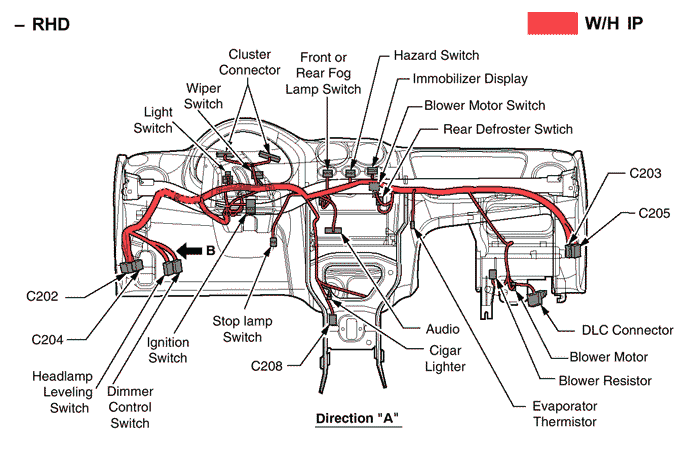 – RHD
W/H IP
Cluster
Connector
Front or
Rear Fog
Lamp Switch
Hazard Switch
Immobilizer Display
Wiper
Switch
Blower Motor Switch
Light
Switch
Rear Defroster Swtich
C203
C205
B
C202
C204
Ignition
Switch
Stop lamp
Switch
C208
Audio
Cigar
Lighter
DLC Connector
Blower Motor
Blower Resistor
Headlamp
Leveling
Switch
Dimmer
Control
Switch
Evaporator
Thermistor
Direction "A"